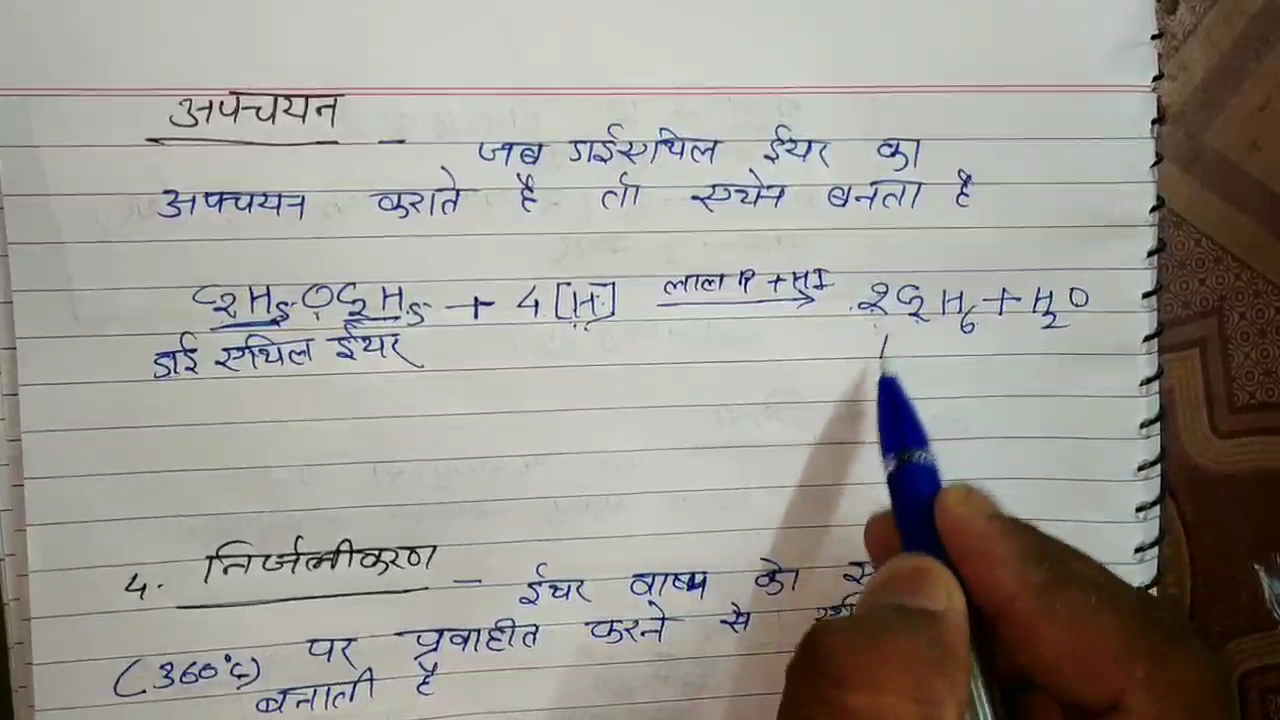 अपचयन -
जब डाईएथिल ईथर का
अपचयन कराते है तो एथेन बनता है
C2H5OC2H5 + 4[H] लाल P + HI → 2C2H6 + H2O
डाई एथिल ईथर
4. निर्जलीकरण - ईथर वाष्प को
(360°C) पर प्रवाहीत करने से
बनाती है